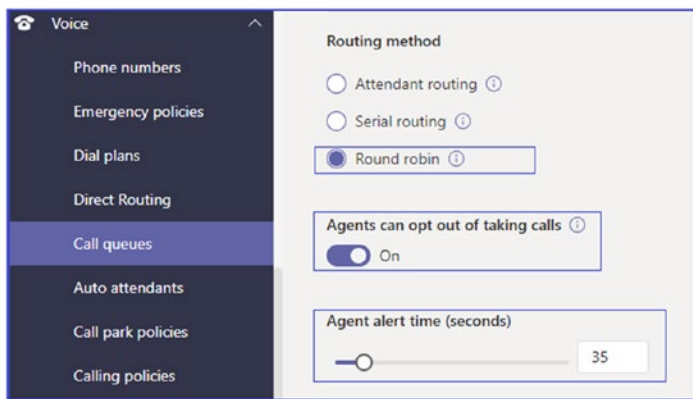 Voice
Phone numbers
Emergency policies
Dial plans
Direct Routing
Call queues
Auto attendants
Call park policies
Calling policies
Routing method
Attendant routing
Serial routing
Round robin
Agents can opt out of taking calls
On
Agent alert time (seconds)
35